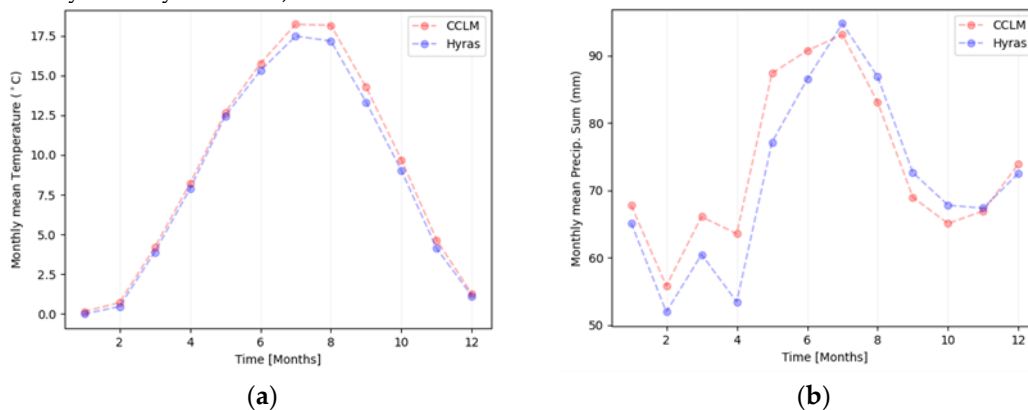 CCLM
Hyras
Monthly mean Temperature (°C)
17.5
15.0
12.5
10.0
7.5
5.0
2.5
0.0
2 4 6 8 10 12
Time [Months]
(a)
CCLM
Hyras
Monthly mean Precip. Sum (mm)
90
80
70
60
50
2 4 6 8 10 12
Time [Months]
(b)